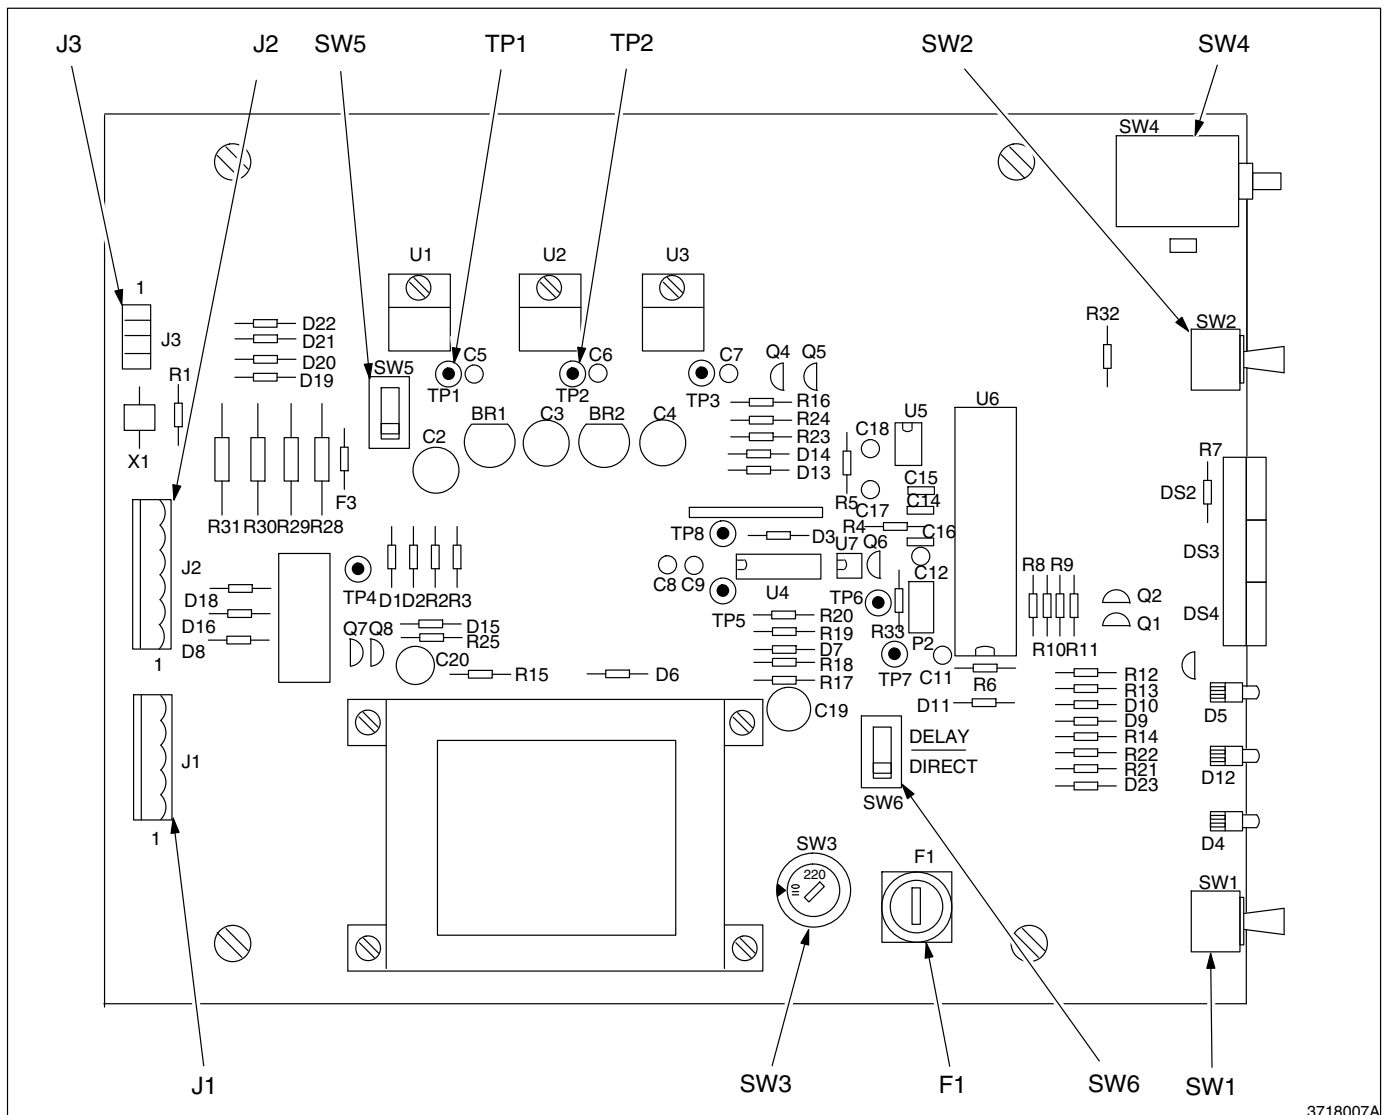 J3
J2
SW5
TP1
TP2
SW2
SW4
SW4
U1
U2
U3
1
J3
D22
D21
D20
D19
R1
SW5
TP1
C5
TP2
C6
TP3
C7
Q4
Q5
R32
SW2
R16
R24
R23
D14
D13
U5
U6
C18
BR1
C3
BR2
C4
C2
X1
R31
R30
R29
R28
F3
R5
C17
C15
C14
R4
C16
R7
DS2
DS3
DS4
TP8
D3
U7
Q6
J2
C8
C9
U4
C12
R8
R9
D18
D16
D8
TP4
D1
D2
R2
R3
TP5
TP6
R20
R19
D7
R18
R17
R33
P2
Q2
Q1
R10
R11
1
Q7
Q8
D15
R25
C20
R15
D6
TP7
C11
R6
D11
C19
R12
R13
D10
D9
R14
R22
R21
D23
D5
D12
D4
J1
1
DELAY
DIRECT
SW6
SW3
220
110
F1
SW1
J1
SW3
F1
SW6
SW1
3718007A